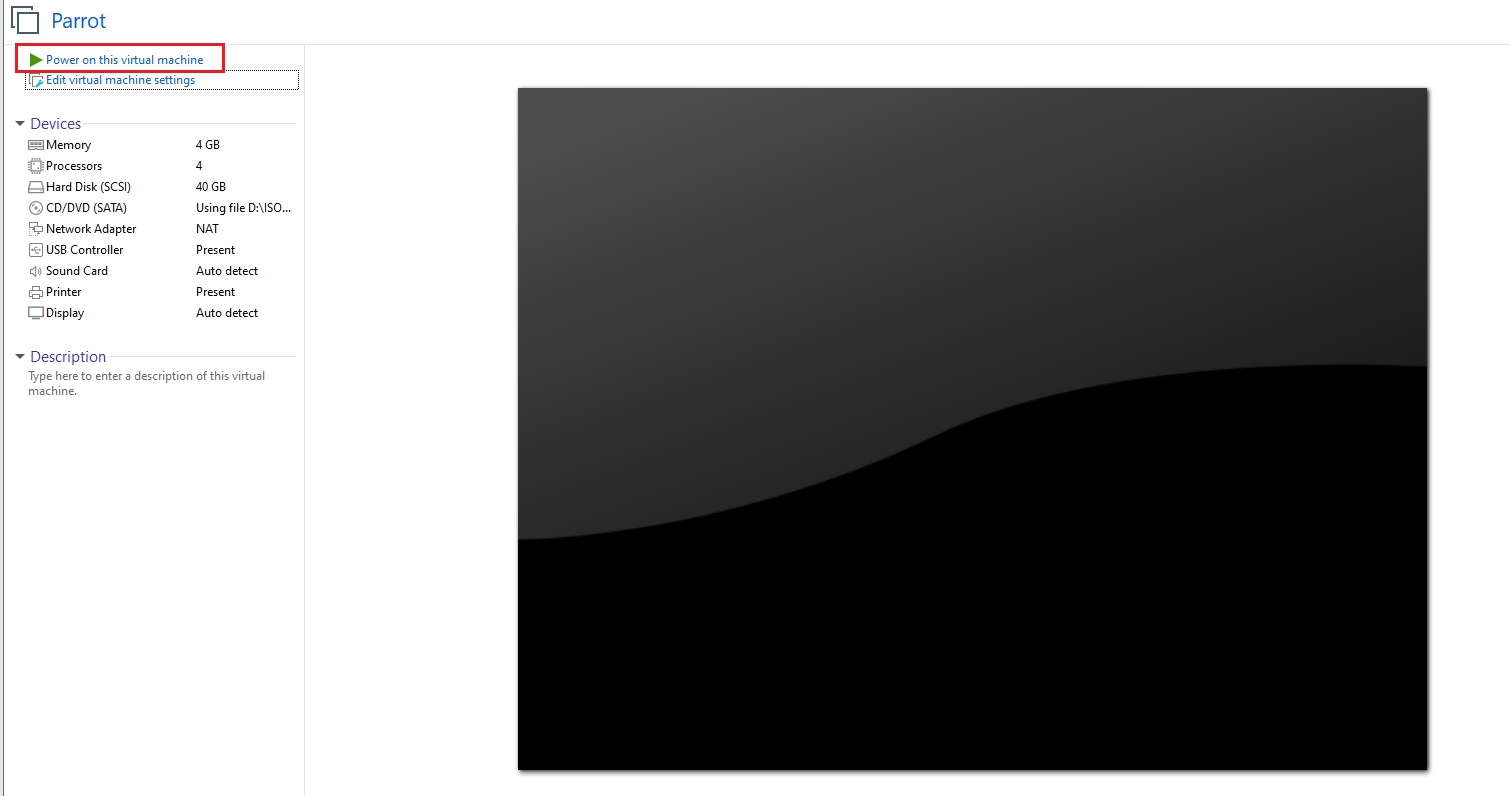 Parrot
Power on this virtual machine
Edit virtual machine settings
Devices
Memory 4 GB
Processors 4
Hard Disk (SCSI) 40 GB
CD/DVD (SATA) Using file D:\ISO...
Network Adapter NAT
USB Controller Present
Sound Card Auto detect
Printer Present
Display Auto detect
Description
Type here to enter a description of this virtual
machine.